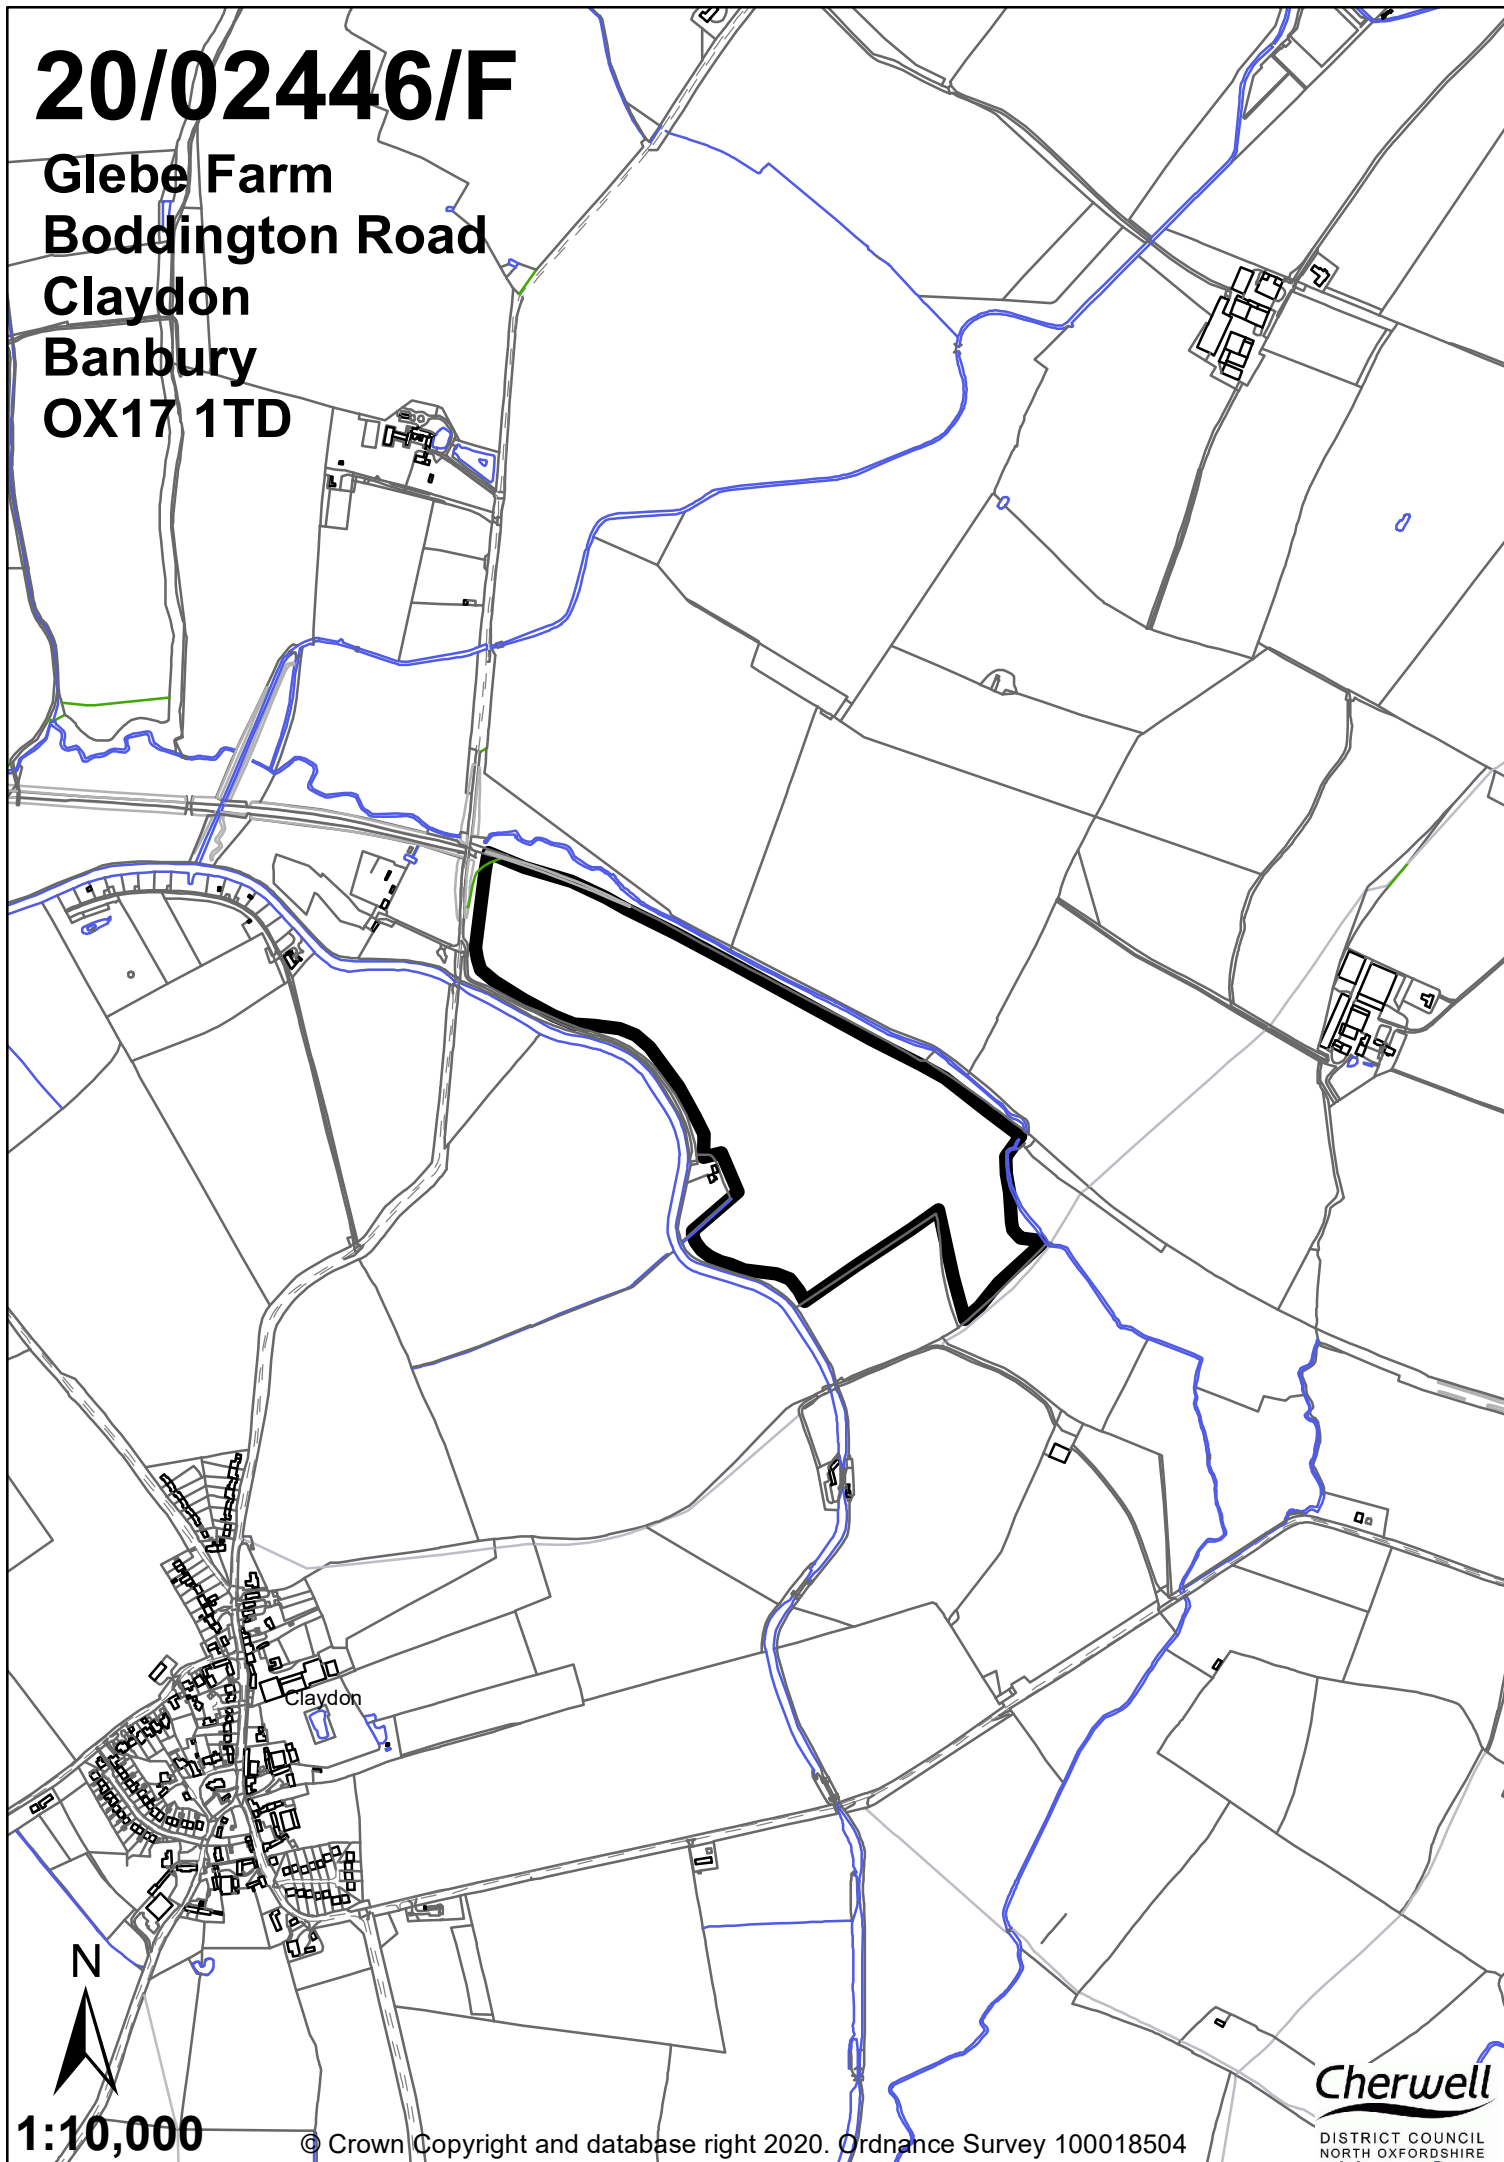 20/02446/F
Glebe Farm
Boddington Road
Claydon
Banbury
OX17 1TD
Claydon
N
1:10,000
© Crown Copyright and database right 2020. Ordnance Survey 100018504
Cherwell
DISTRICT COUNCIL
NORTH OXFORDSHIRE